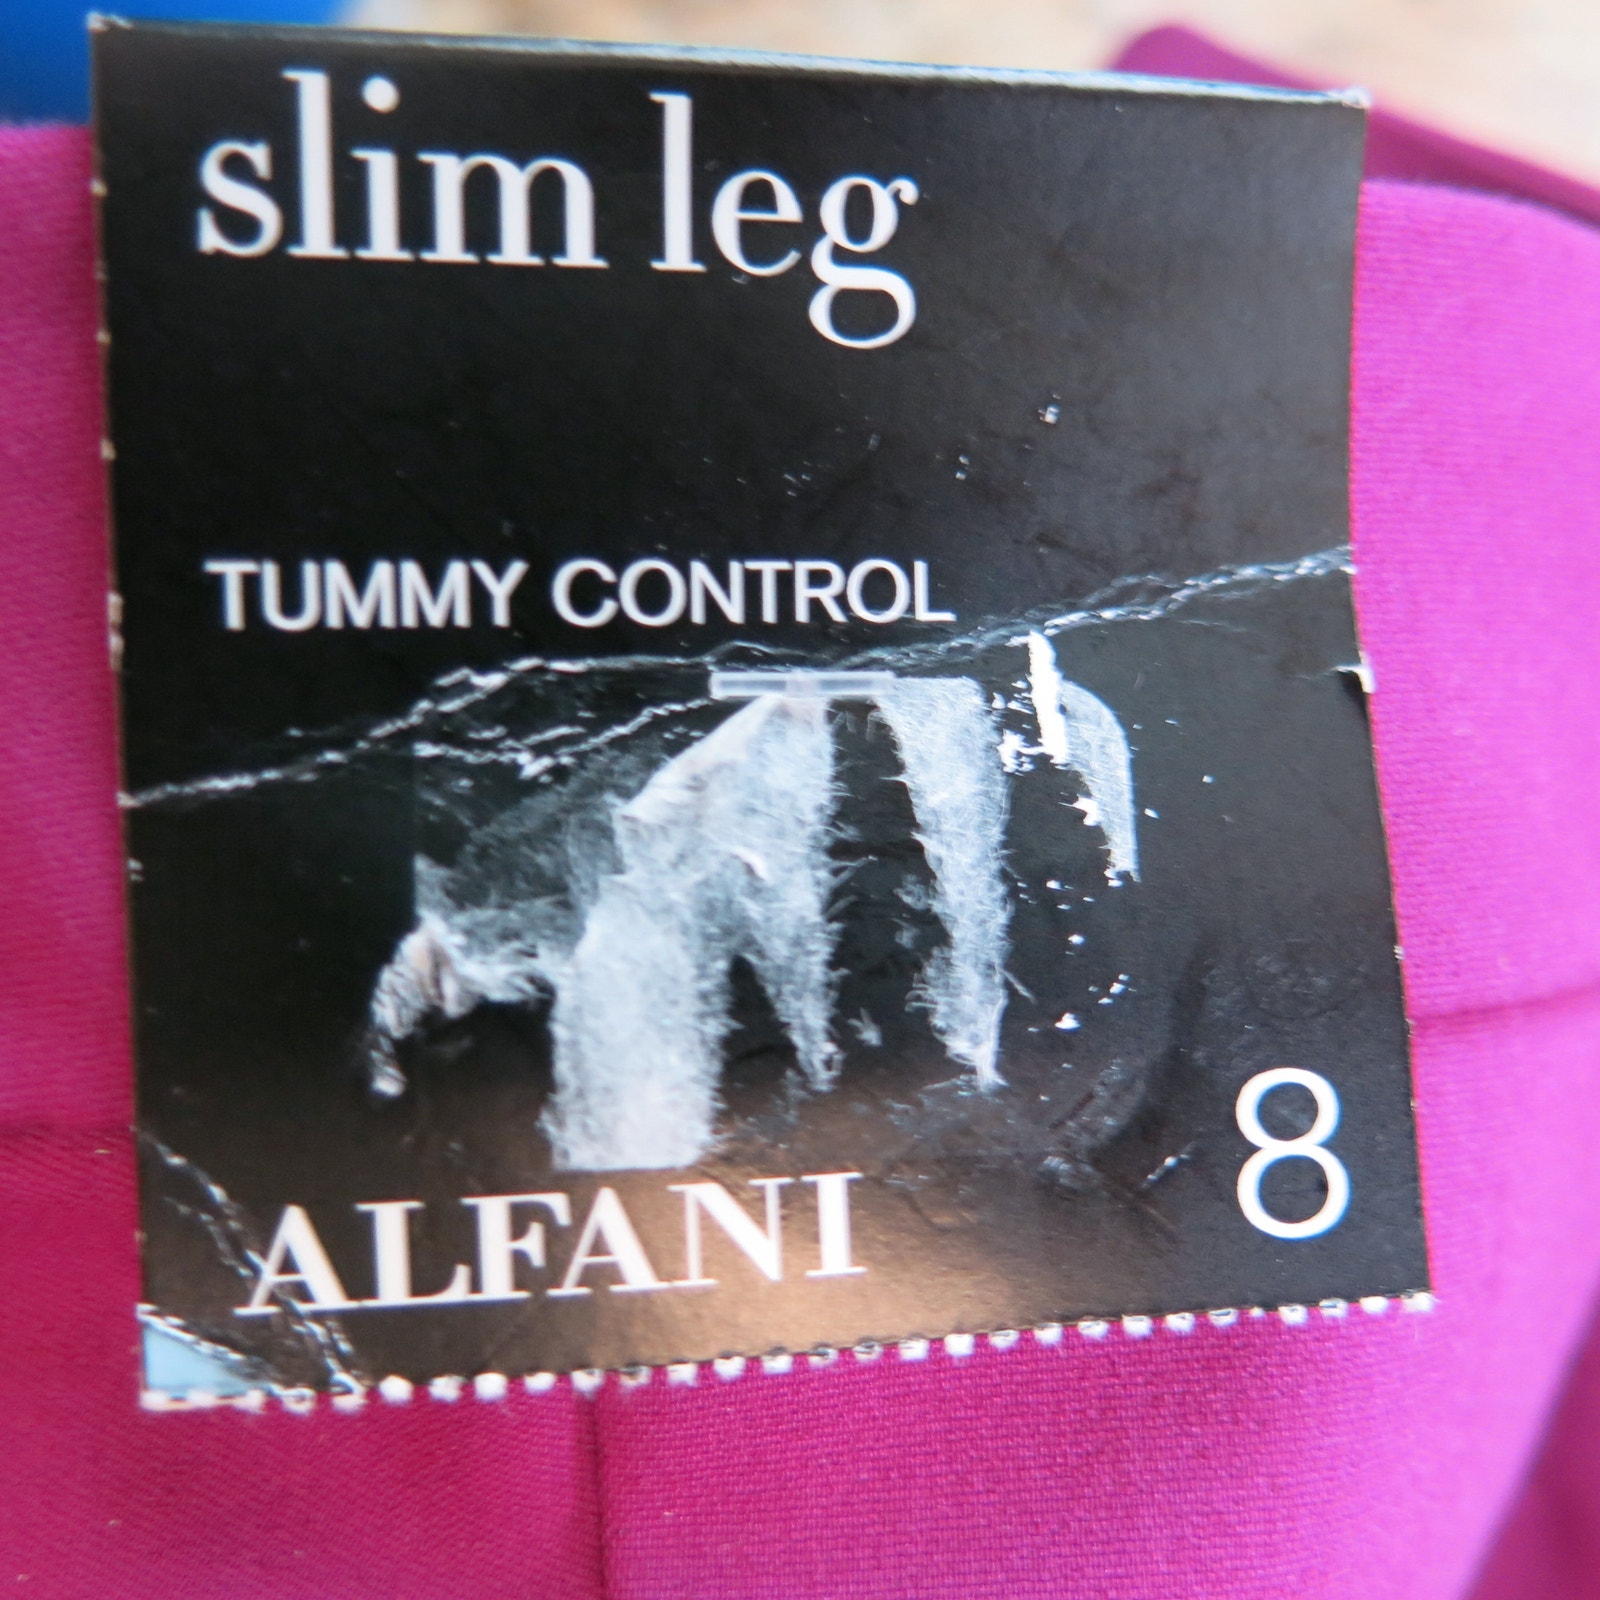 slim leg
TUMMY CONTROL
ALFANI
8